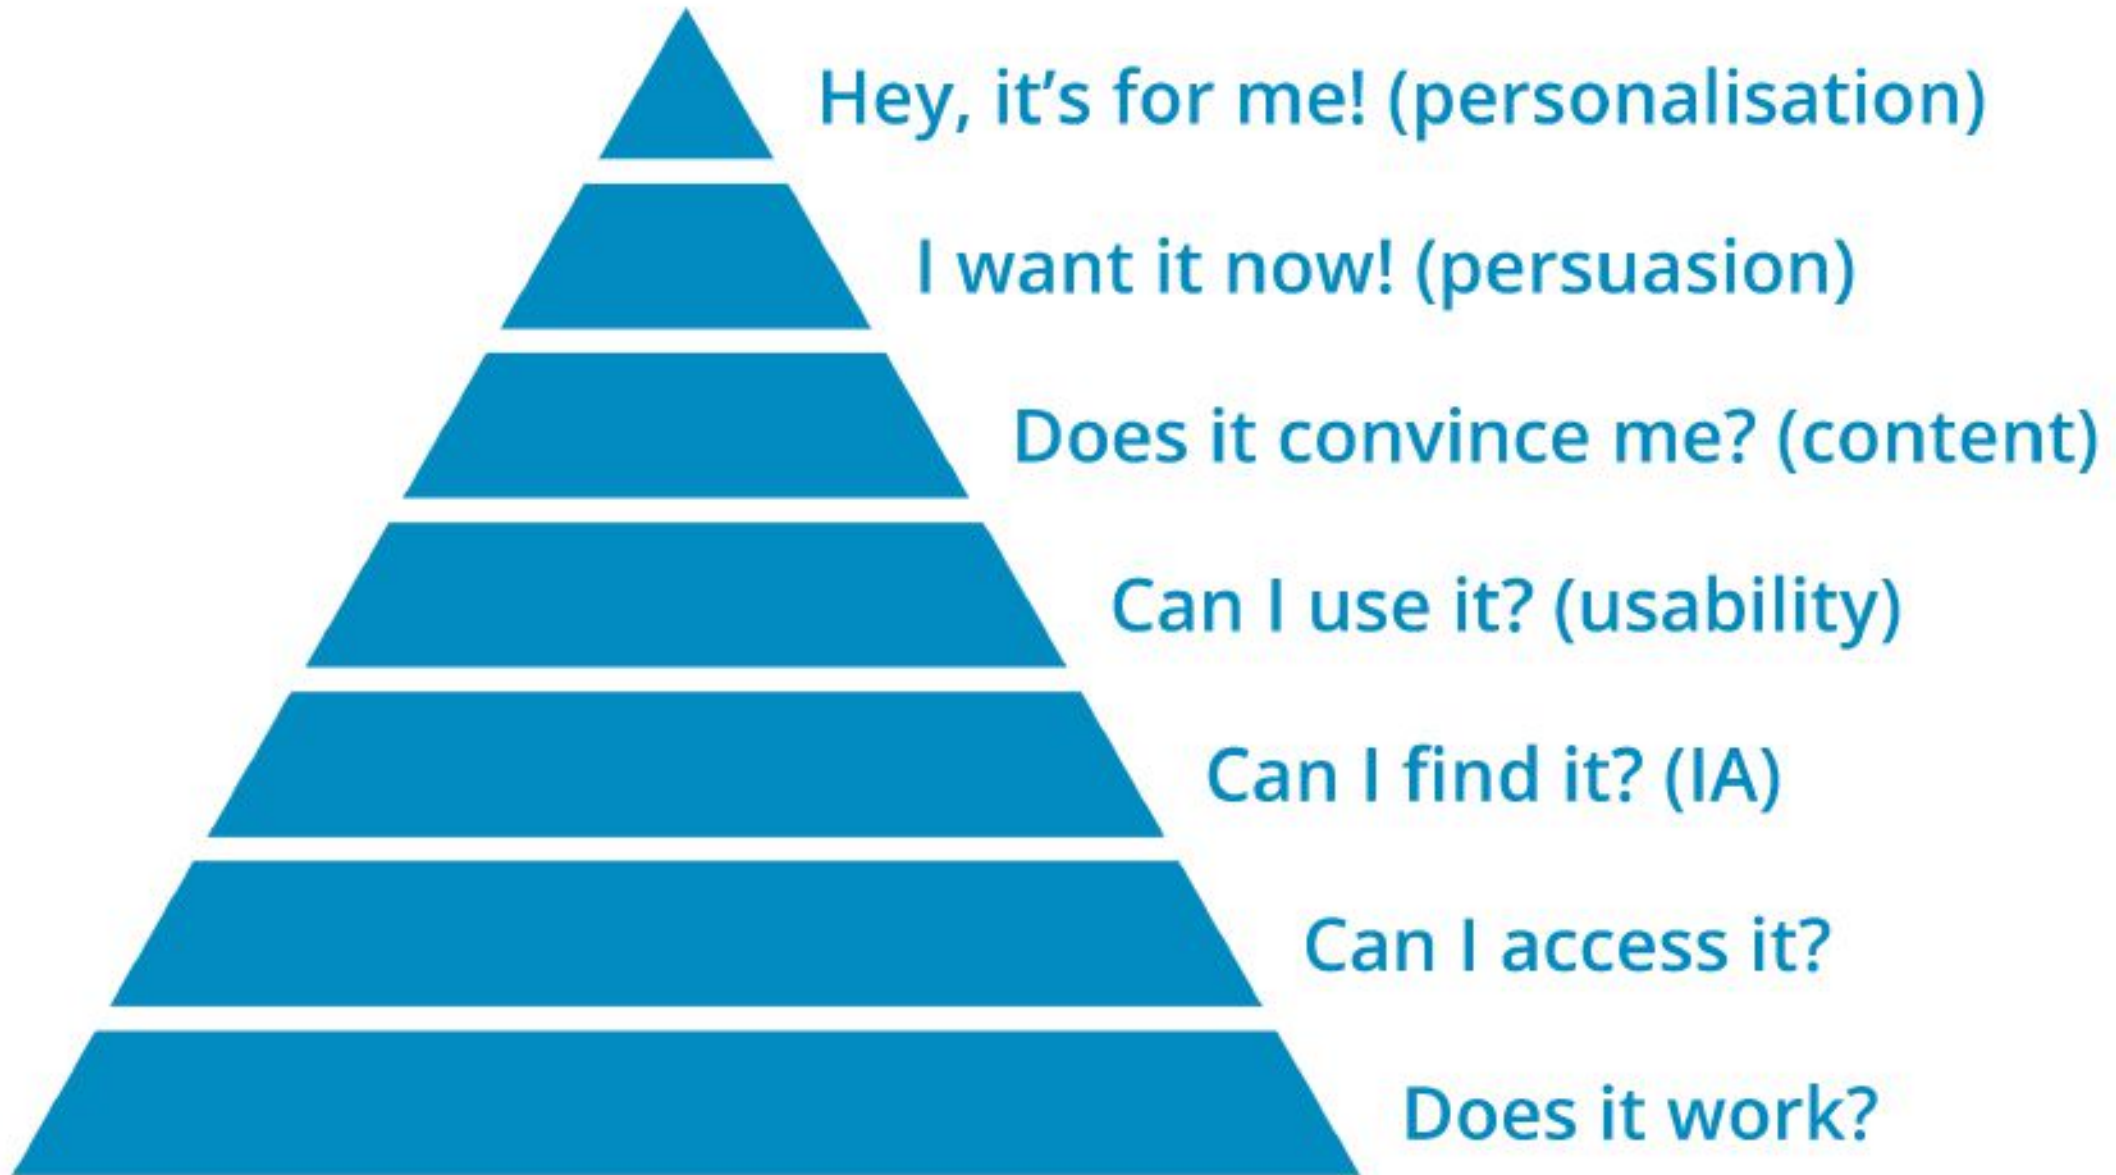 Hey, it’s for me! (personalisation)
I want it now! (persuasion)
Does it convince me? (content)
Can I use it? (usability)
Can I find it? (IA)
Can I access it?
Does it work?